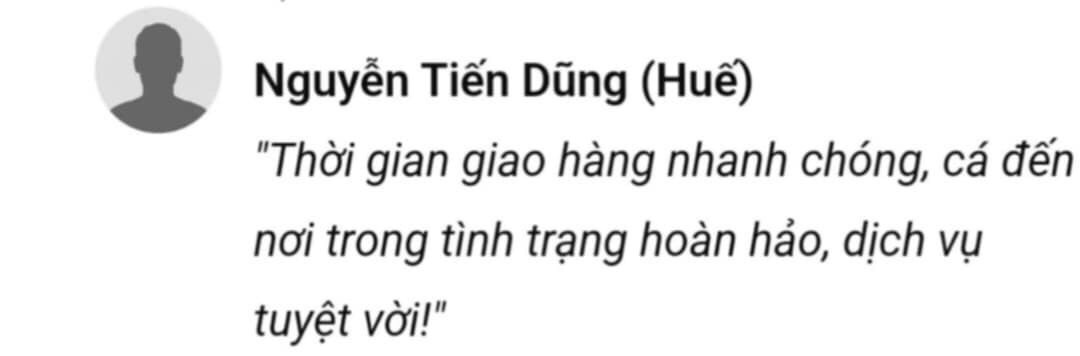 Nguyễn Tiến Dũng (Huế)
"Thời gian giao hàng nhanh chóng, cá đến
nơi trong tình trạng hoàn hảo, dịch vụ
tuyệt vời!"